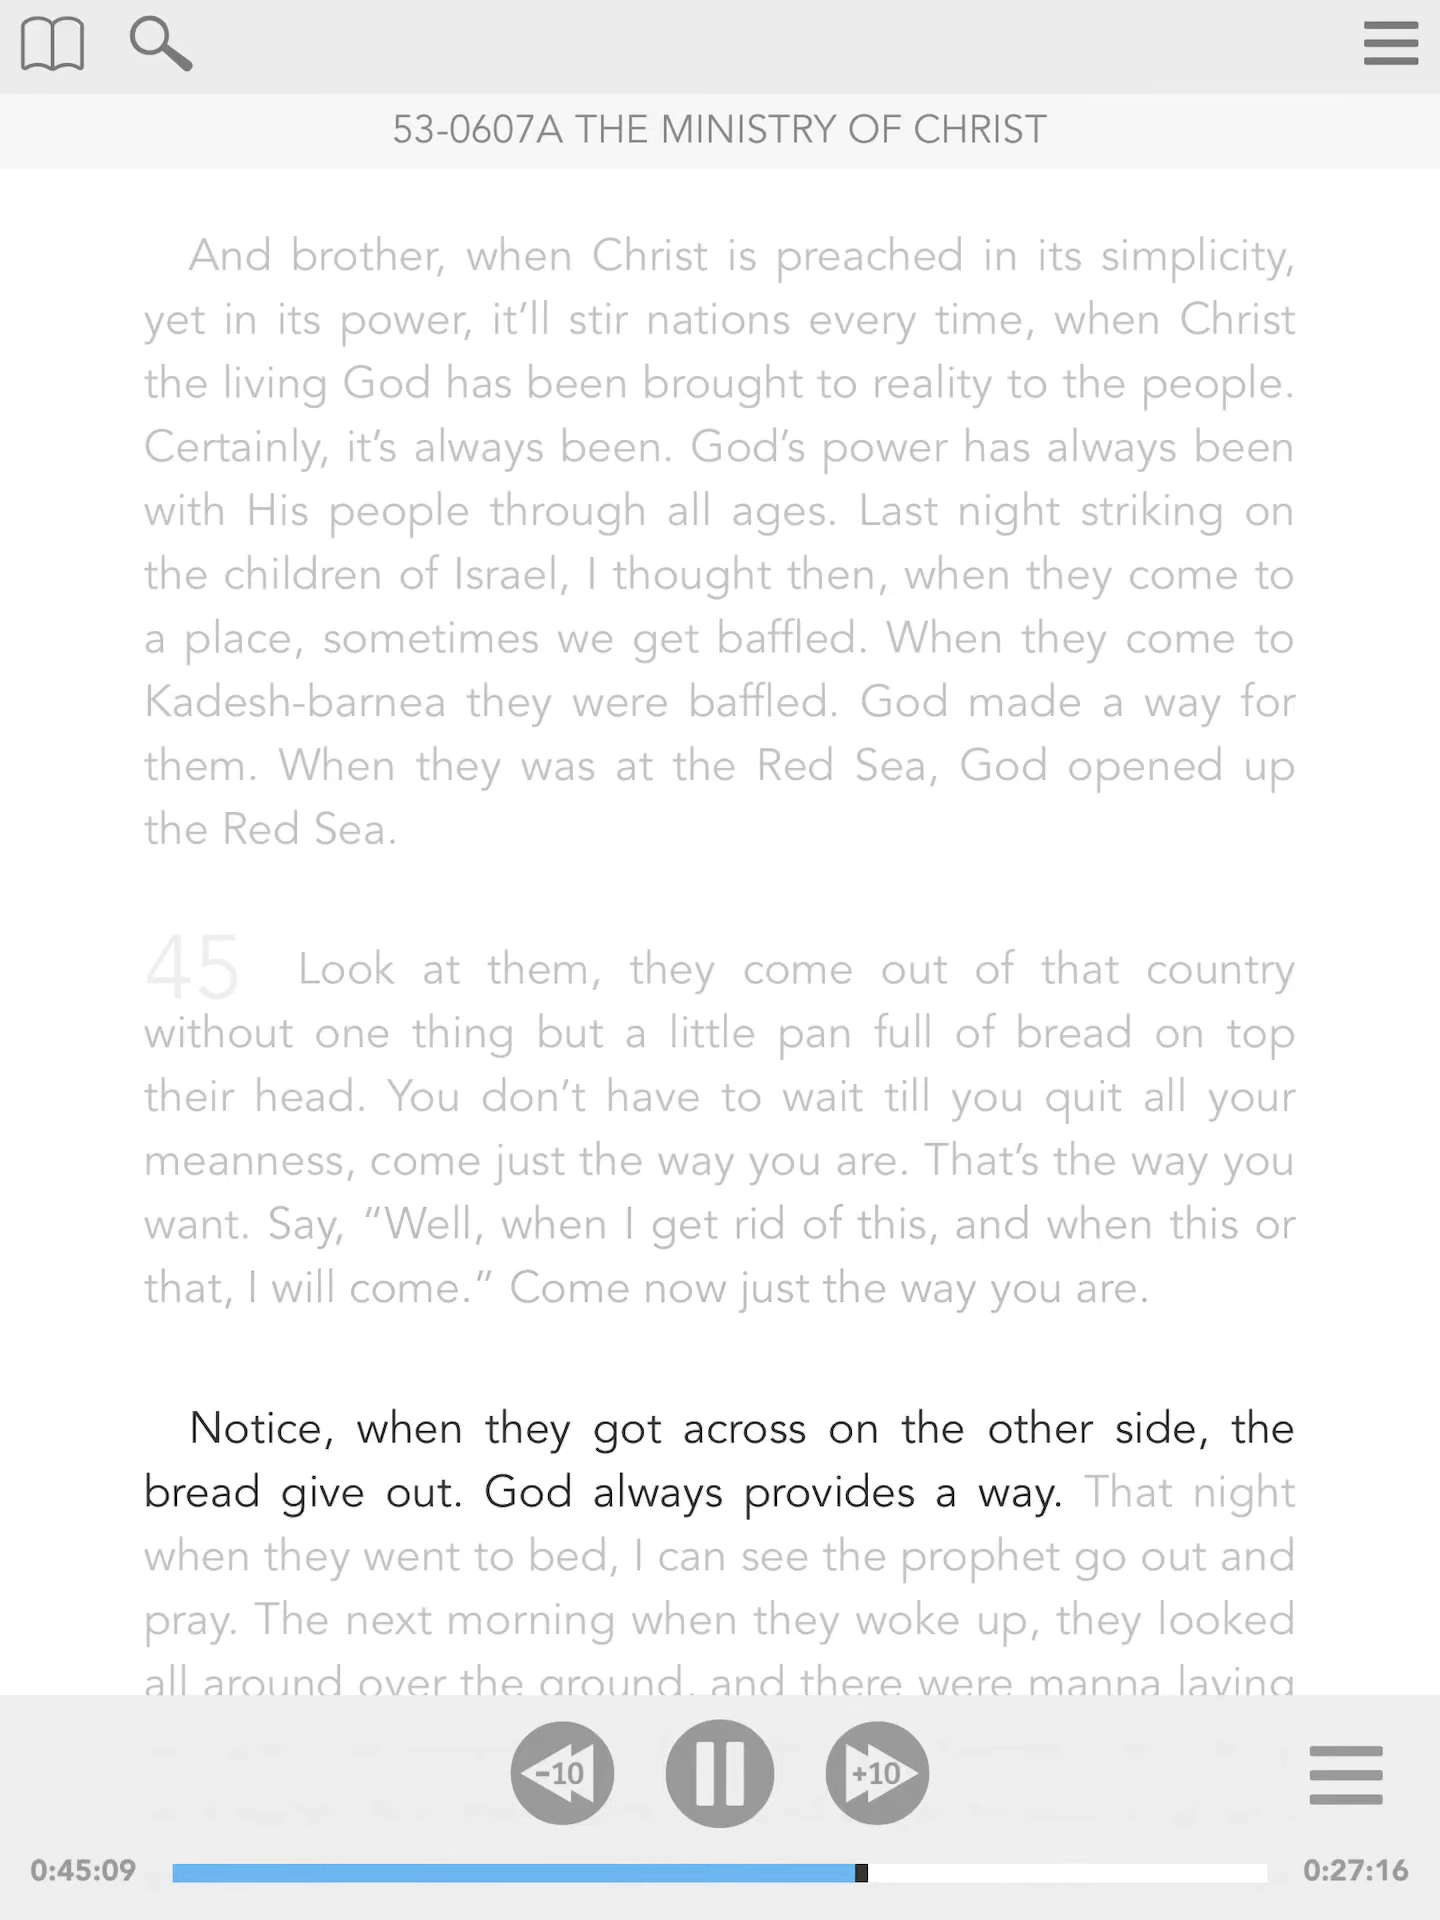 53-0607A THE MINISTRY OF CHRIST
And brother, when Christ is preached in its simplicity,
yet in its power, it’ll stir nations every time, when Christ
the living God has been brought to reality to the people.
Certainly, it’s always been. God’s power has always been
with His people through all ages. Last night striking on
the children of Israel, I thought then, when they come to
a place, sometimes we get baffled. When they come to
Kadesh-barnea they were baffled. God made a way for
them. When they was at the Red Sea, God opened up
the Red Sea.
45 Look at them, they come out of that country
without one thing but a little pan full of bread on top
their head. You don’t have to wait till you quit all your
meanness, come just the way you are. That’s the way you
want. Say, “Well, when I get rid of this, and when this or
that, I will come.” Come now just the way you are.
Notice, when they got across on the other side, the
bread give out. God always provides a way. That night
when they went to bed, I can see the prophet go out and
pray. The next morning when they woke up, they looked
all around over the ground, and there were manna laying
-10 +10
0:45:09 0:27:16